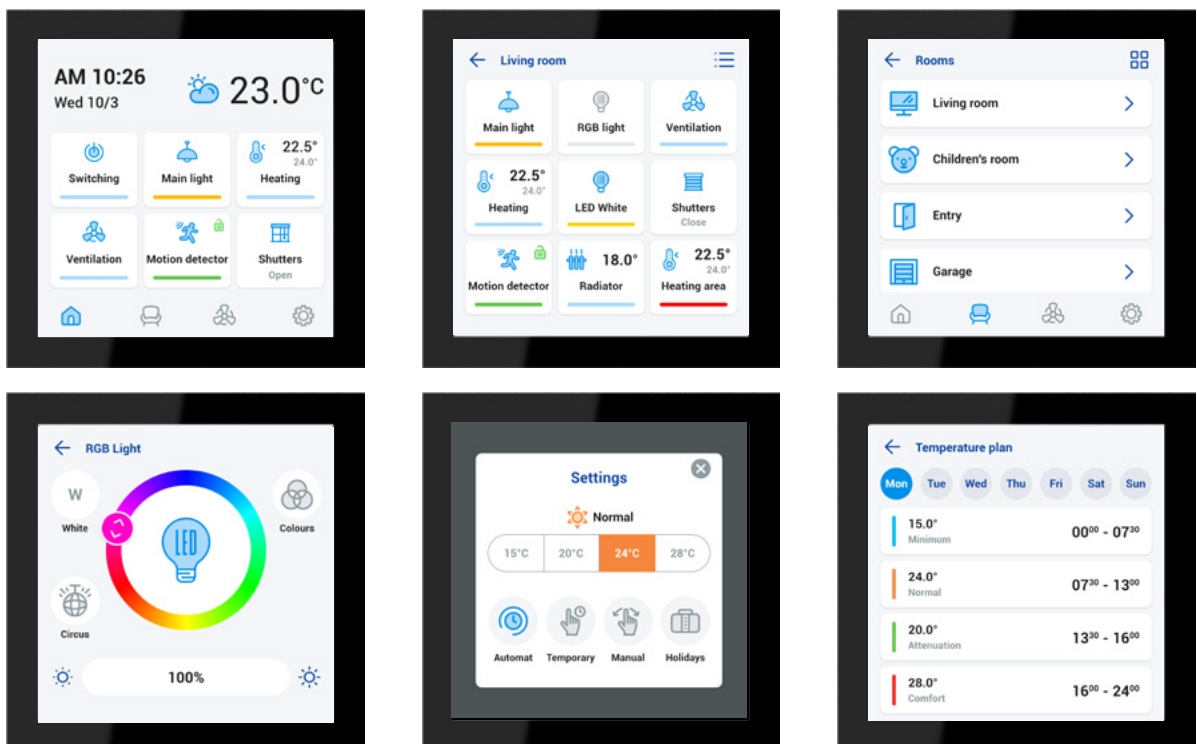 AM 10:26
Wed 10/3
23.0°C
Switching
Main light
22.5°
24.0°
Heating
Ventilation
Motion detector
Shutters
Open
Living room
Main light
RGB light
Ventilation
22.5°
24.0°
Heating
LED White
Shutters
Close
Motion detector
18.0°
Radiator
22.5°
24.0°
Heating area
Rooms
Living room
Children's room
Entry
Garage
RGB Light
W
White
Colours
LED
Circus
100%
Settings
Normal
15°C 20°C 24°C 28°C
Automat Temporary Manual Holidays
Temperature plan
Mon Tue Wed Thu Fri Sat Sun
15.0°
Minimum
00⁰⁰ - 07³⁰
24.0°
Normal
07³⁰ - 13⁰⁰
20.0°
Attenuation
13³⁰ - 16⁰⁰
28.0°
Comfort
16⁰⁰ - 24⁰⁰